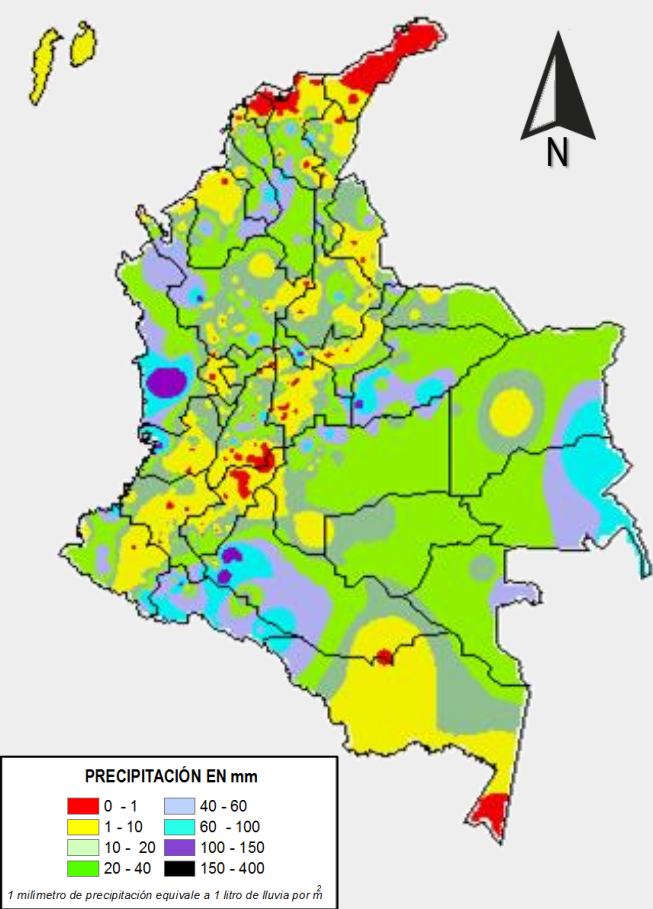 N
PRECIPITACIÓN EN mm
0 - 1
40 - 60
1 - 10
60 - 100
10 - 20
100 - 150
20 - 40
150 - 400
1 milimetro de precipitación equivale a 1 litro de lluvia por m²